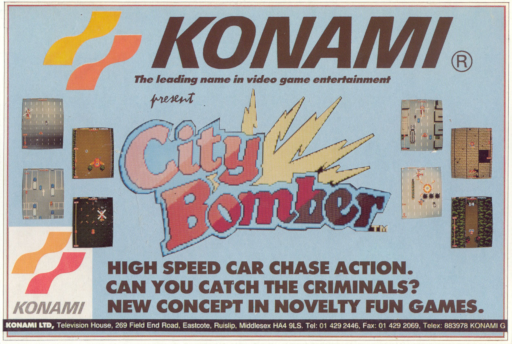 KONAMI®
The leading name in video game entertainment
present
City
Bomber™
HIGH SPEED CAR CHASE ACTION.
CAN YOU CATCH THE CRIMINALS?
NEW CONCEPT IN NOVELTY FUN GAMES.
KONAMI
KONAMI LTD, Television House, 269 Field End Road, Eastcote, Ruislip, Middlesex HA4 9LS. Tel: 01 429 2446, Fax: 01 429 2069, Telex: 883978 KONAMI G